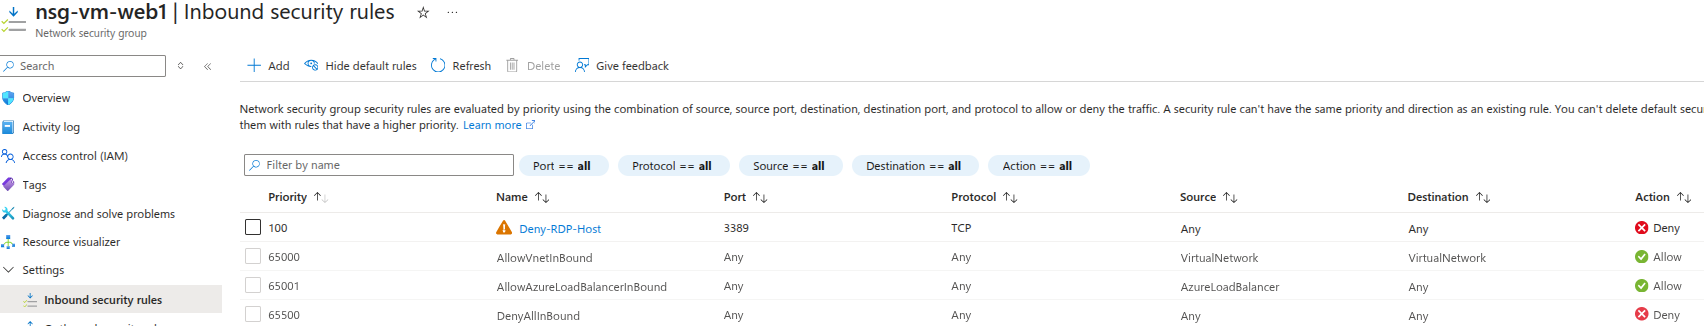 nsg-vm-web1 | Inbound security rules ☆ ...
Network security group
Search
Add Hide default rules Refresh Delete Give feedback
Overview
Activity log
Access control (IAM)
Tags
Diagnose and solve problems
Resource visualizer
Settings
Inbound security rules
Network security group security rules are evaluated by priority using the combination of source, source port, destination, destination port, and protocol to allow or deny the traffic. A security rule can't have the same priority and direction as an existing rule. You can't delete default secu
them with rules that have a higher priority. Learn more
Filter by name Port == all Protocol == all Source == all Destination == all Action == all
Priority Name Port Protocol Source Destination Action
100 Deny-RDP-Host 3389 TCP Any Any Deny
65000 AllowVnetInBound Any Any VirtualNetwork VirtualNetwork Allow
65001 AllowAzureLoadBalancerInBound Any Any AzureLoadBalancer Any Allow
65500 DenyAllInBound Any Any Any Any Deny